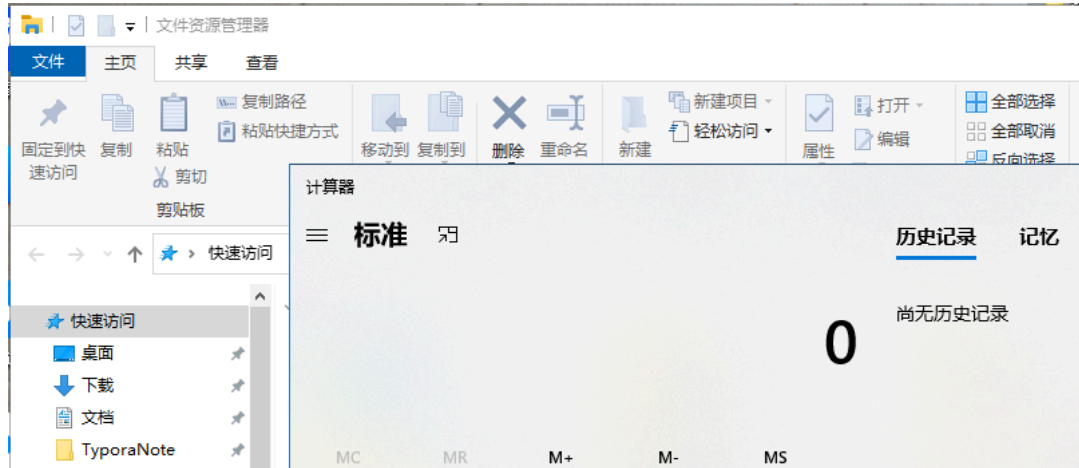 文件资源管理器
文件 主页 共享 查看
固定到快速访问
复制
粘贴
复制路径
粘贴快捷方式
剪切
剪贴板
移动到 复制到 删除 重命名
新建
新建项目
轻松访问
属性
打开
编辑
全部选择
全部取消
反向选择
快速访问
快速访问
桌面
下载
文档
TyporaNote
计算器
标准
历史记录 记忆
尚无历史记录
0
MC MR M+ M- MS